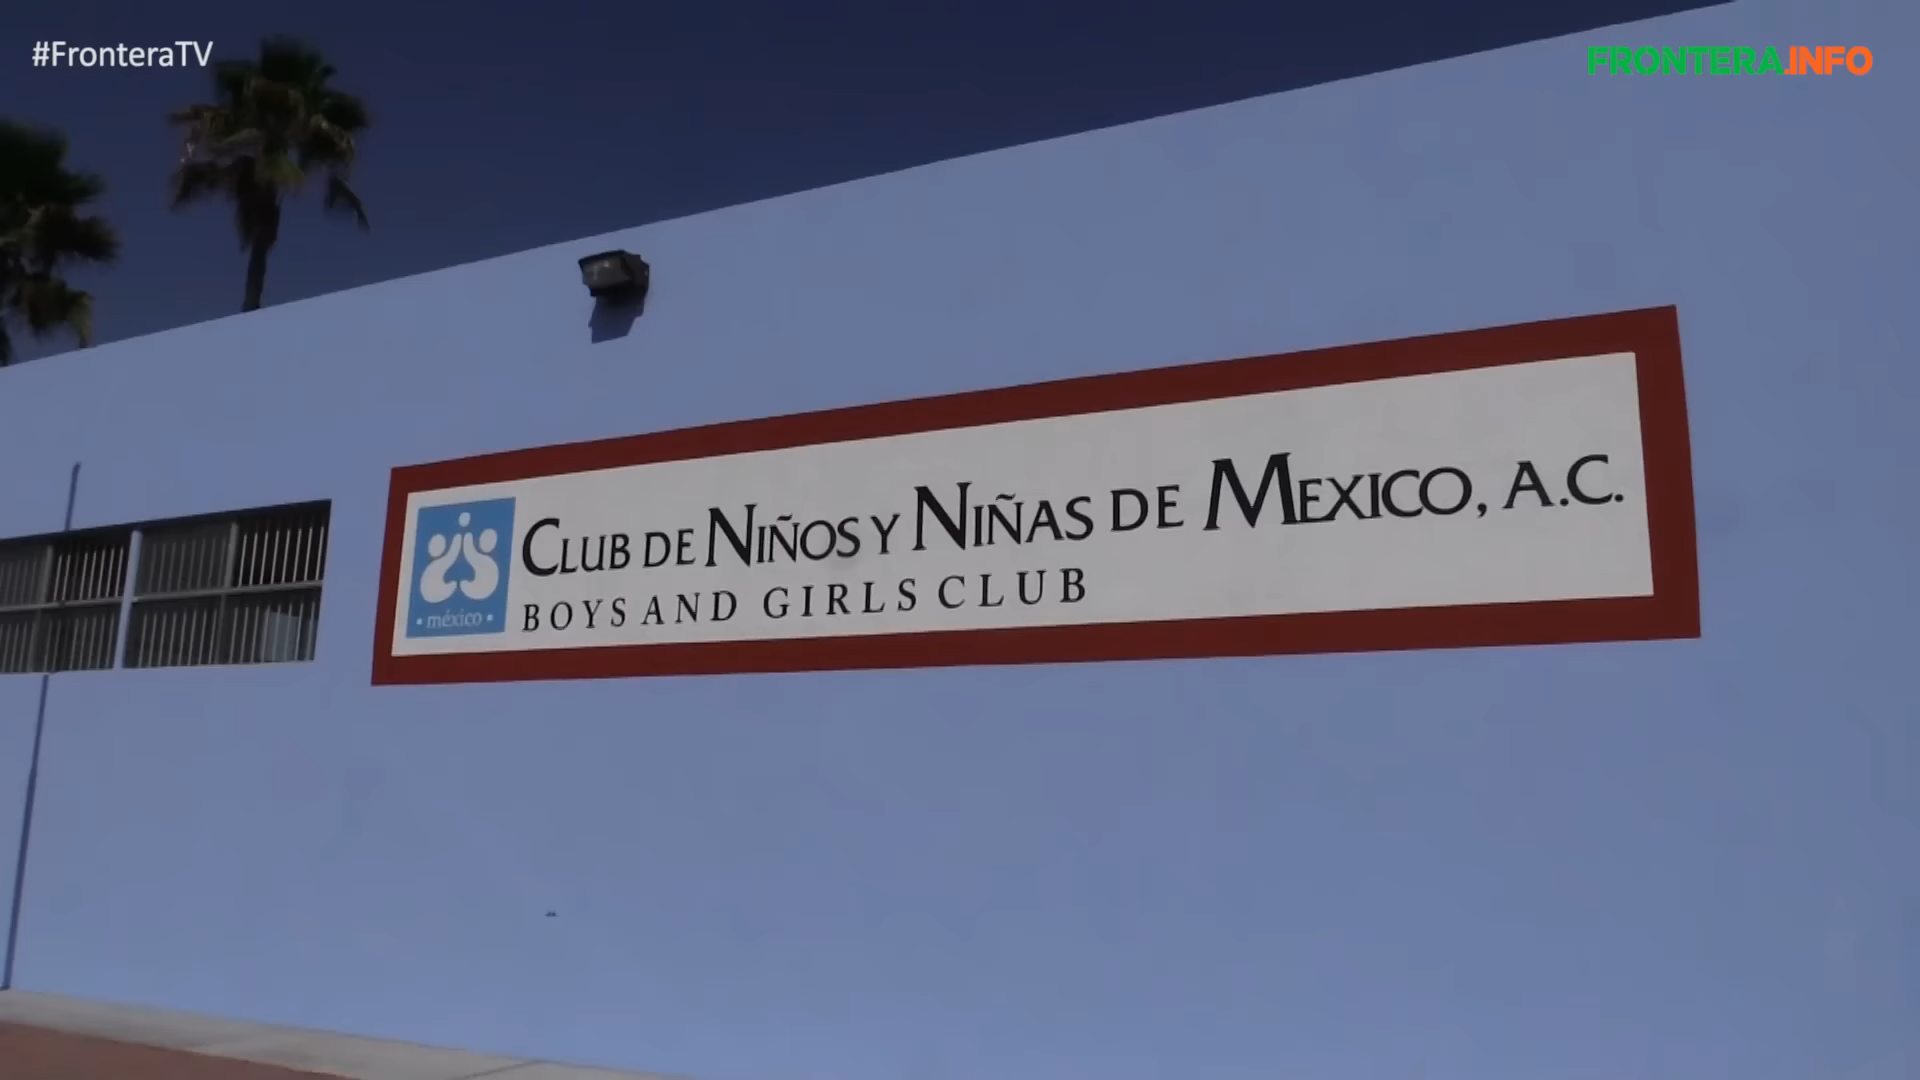 #FronteraTV
FRONTERA.INFO
CLUB DE NIÑOS Y NIÑAS DE MEXICO, A.C.
BOYS AND GIRLS CLUB
• méxico •